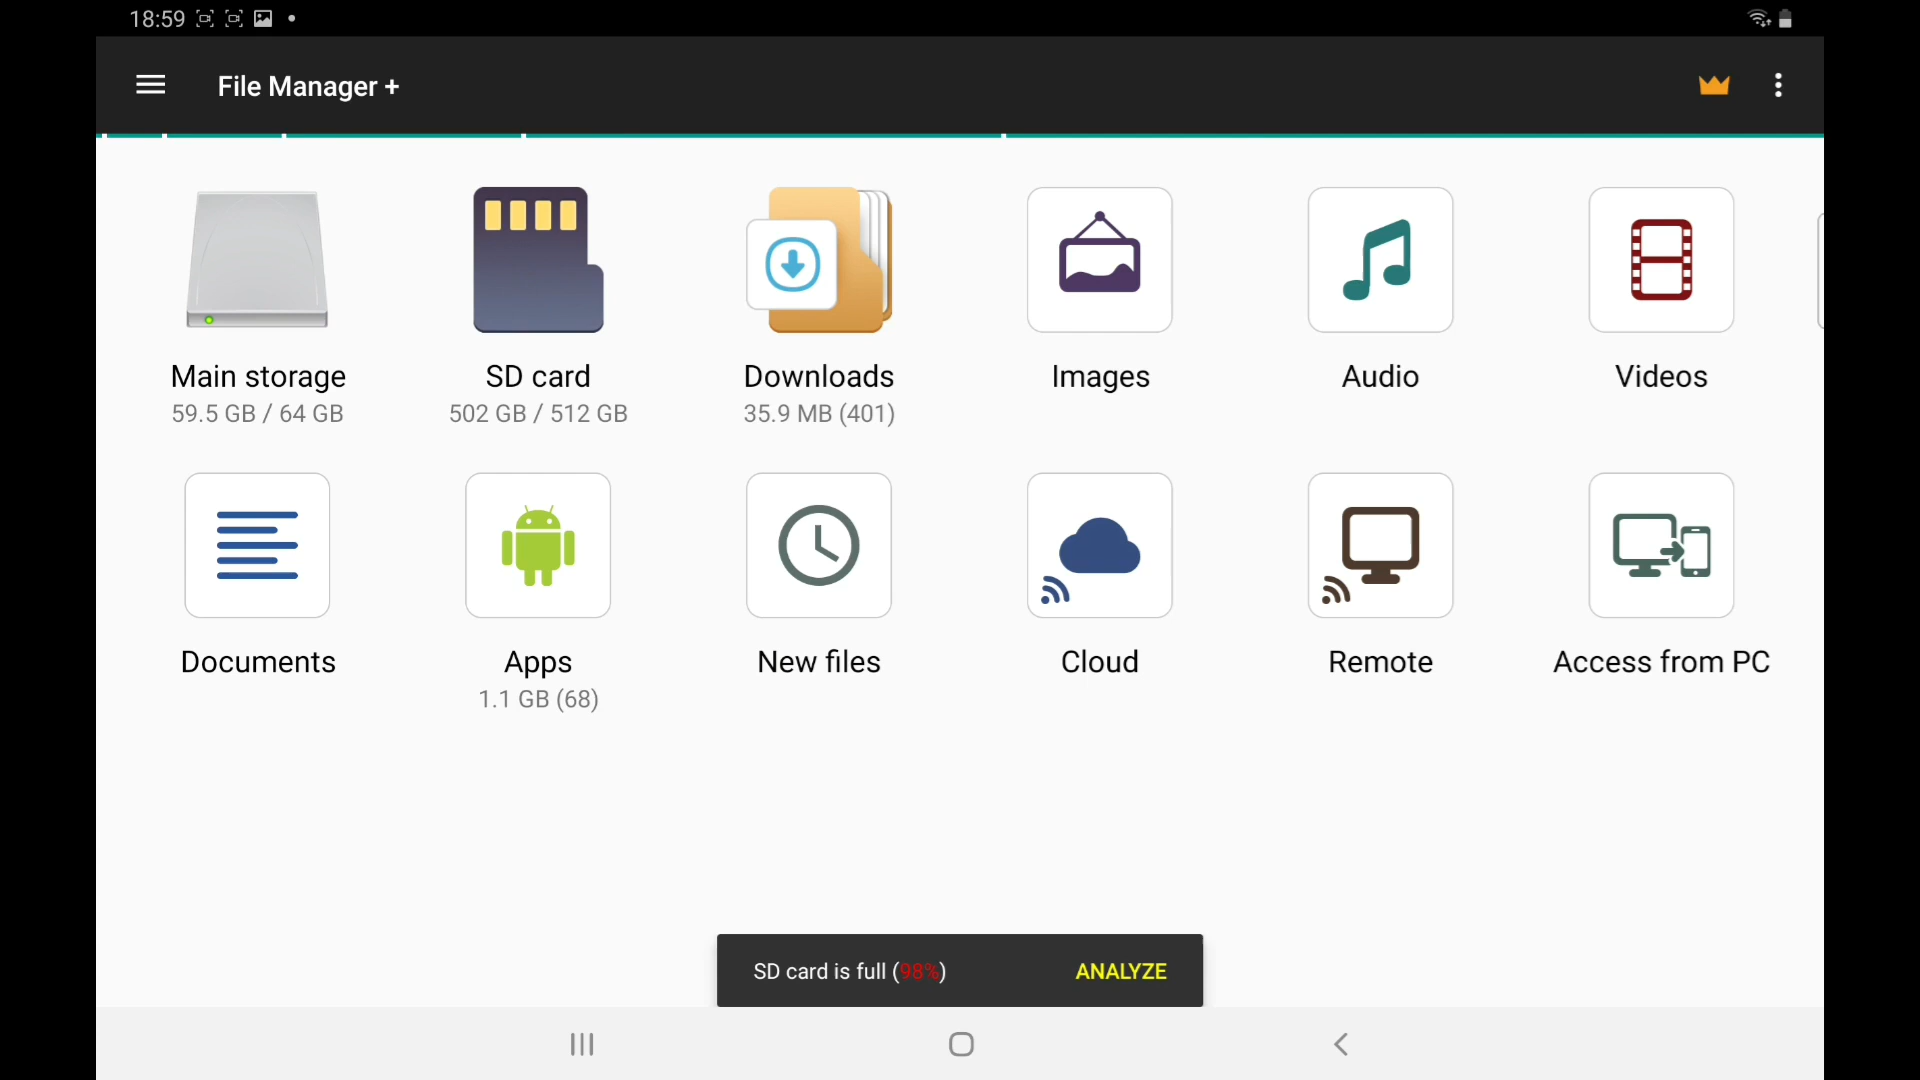 18:59
File Manager +
Main storage
59.5 GB / 64 GB
SD card
502 GB / 512 GB
Downloads
35.9 MB (401)
Images
Audio
Videos
Documents
Apps
1.1 GB (68)
New files
Cloud
Remote
Access from PC
SD card is full (98%)
ANALYZE